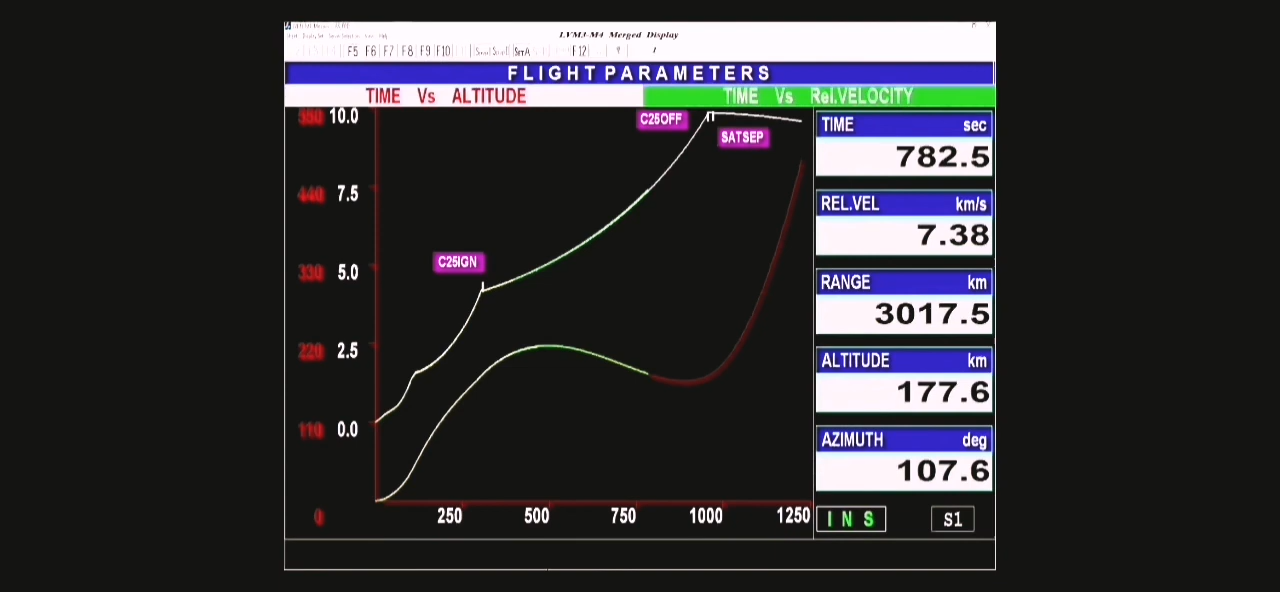 LVM3-M4 Merged Display
F5 F6 F7 F8 F9 F10 SetA F12 ?
FLIGHT PARAMETERS
TIME Vs ALTITUDE
TIME Vs Rel.VELOCITY
550 10.0
440 7.5
330 5.0
220 2.5
110 0.0
0
250 500 750 1000 1250
C25IGN
C25OFF
SATSEP
TIME sec
782.5
REL.VEL km/s
7.38
RANGE km
3017.5
ALTITUDE km
177.6
AZIMUTH deg
107.6
INS S1